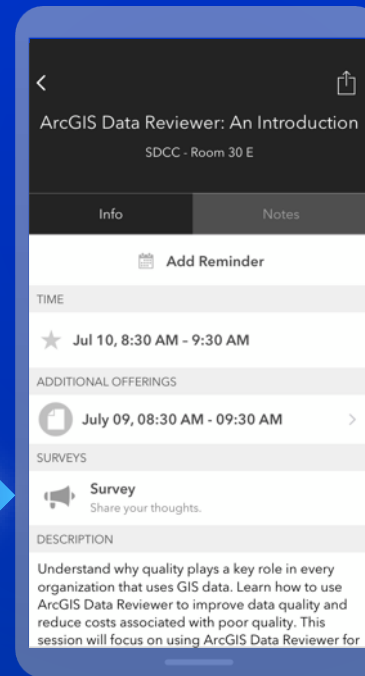 ArcGIS Data Reviewer: An Introduction
SDCC - Room 30 E
Info
Notes
Add Reminder
TIME
Jul 10, 8:30 AM – 9:30 AM
ADDITIONAL OFFERINGS
July 09, 08:30 AM - 09:30 AM
SURVEYS
Survey
Share your thoughts.
DESCRIPTION
Understand why quality plays a key role in every
organization that uses GIS data. Learn how to use
ArcGIS Data Reviewer to improve data quality and
reduce costs associated with poor quality. This
session will focus on using ArcGIS Data Reviewer for